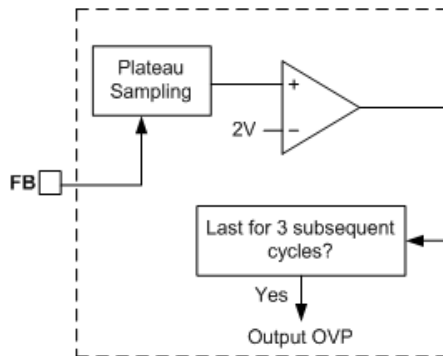 Plateau
Sampling
+
2V
−
FB
Last for 3 subsequent
cycles?
Yes
Output OVP